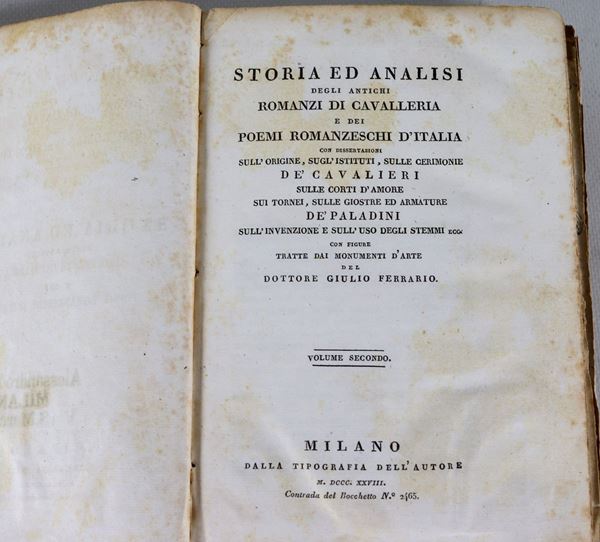 STORIA ED ANALISI
DEGLI ANTICHI
ROMANZI DI CAVALLERIA
E DEI
POEMI ROMANZESCHI D'ITALIA
CON DISSERTAZIONI
SULL' ORIGINE, SUGL' ISTITUTI, SULLE CERIMONIE
DE' CAVALIERI
SULLE CORTI D'AMORE
SUI TORNEI, SULLE GIOSTRE ED ARMATURE
DE' PALADINI
SULL' INVENZIONE E SULL' USO DEGLI STEMMI ECC.
CON FIGURE
TRATTE DAI MONUMENTI D'ARTE
DEL
DOTTORE GIULIO FERRARIO.
VOLUME SECONDO.
MILANO
DALLA TIPOGRAFIA DELL' AUTORE
M. DCCC. XXVIII.
Contrada del Bocchetto N.º 2465.